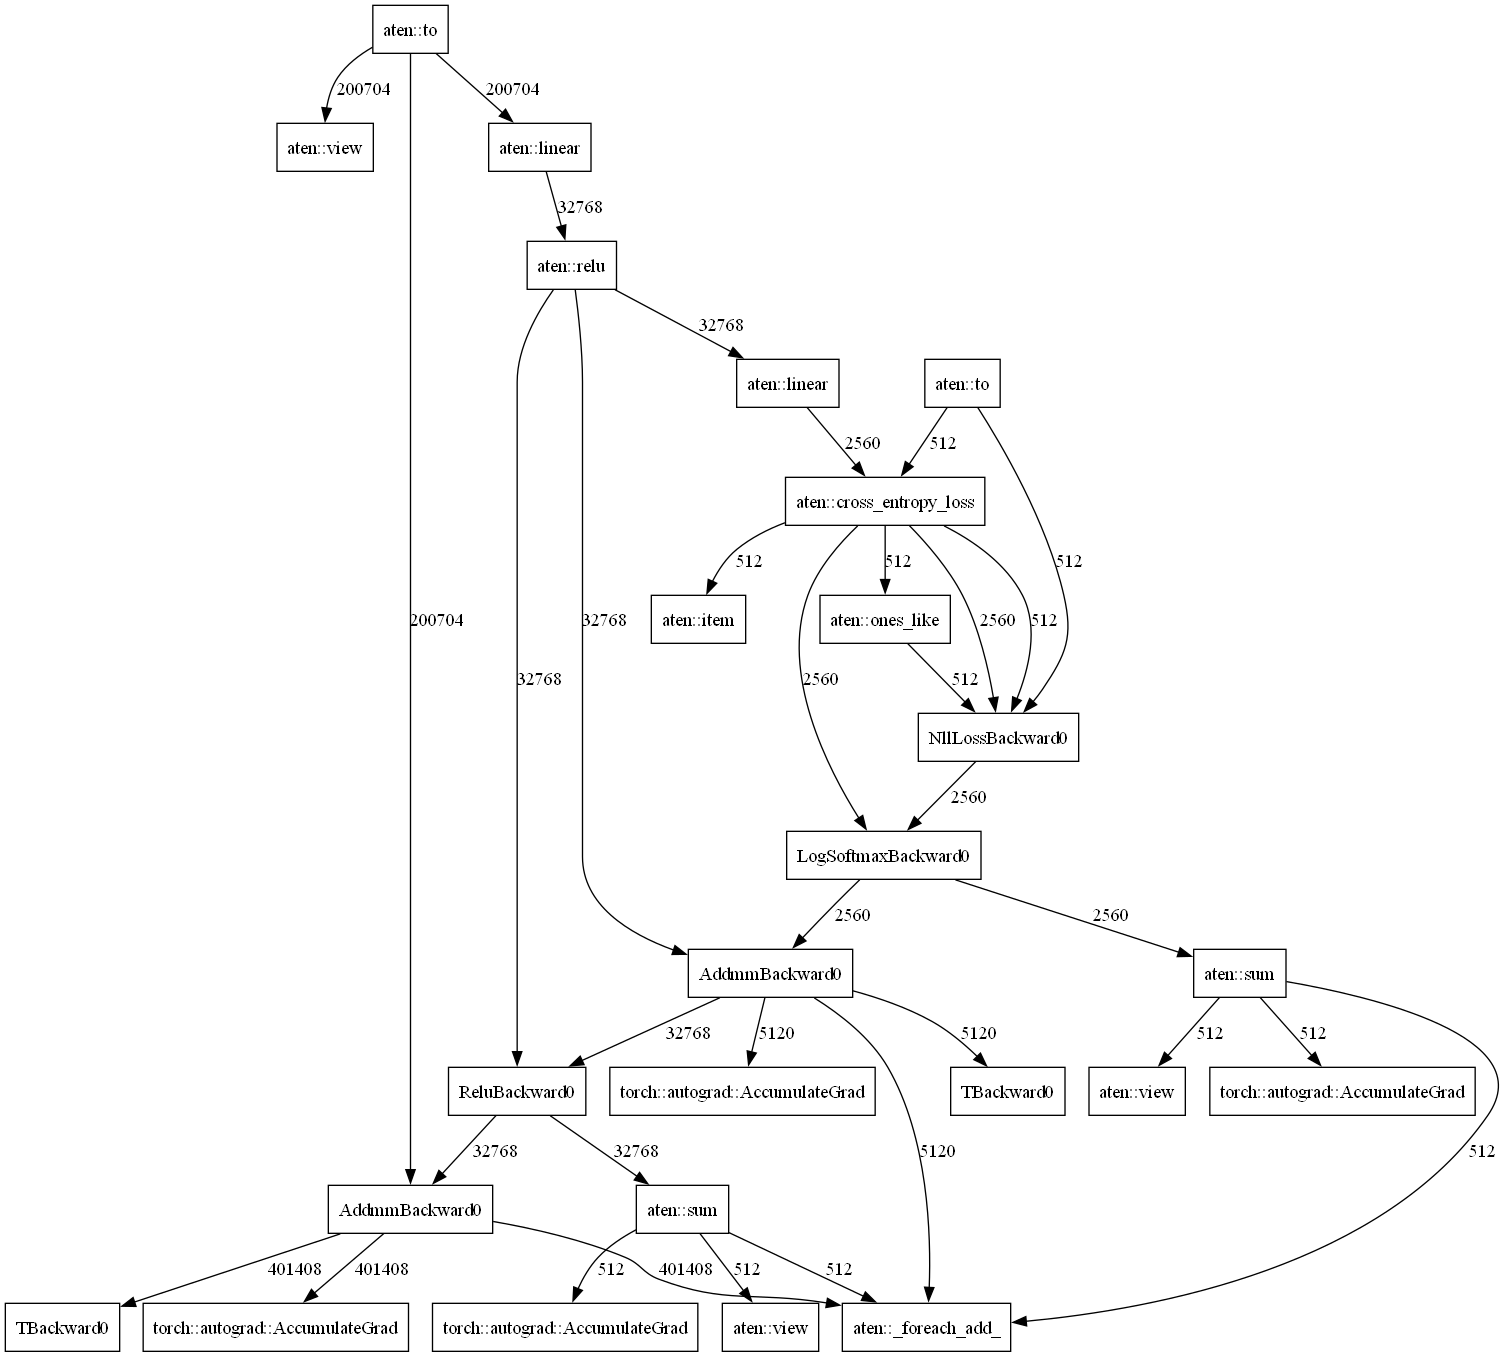 aten::to
200704
200704
aten::view
aten::linear
32768
aten::relu
32768
aten::linear
aten::to
2560
512
aten::cross_entropy_loss
512
512
512
aten::item
aten::ones_like
200704
32768
2560
512
32768
2560
512
NllLossBackward0
2560
LogSoftmaxBackward0
2560
2560
AddmmBackward0
aten::sum
32768
5120
5120
512
512
ReluBackward0
torch::autograd::AccumulateGrad
TBackward0
aten::view
torch::autograd::AccumulateGrad
32768
32768
5120
512
AddmmBackward0
aten::sum
401408
401408
512
401408
512
512
TBackward0
torch::autograd::AccumulateGrad
torch::autograd::AccumulateGrad
aten::view
aten::_foreach_add_